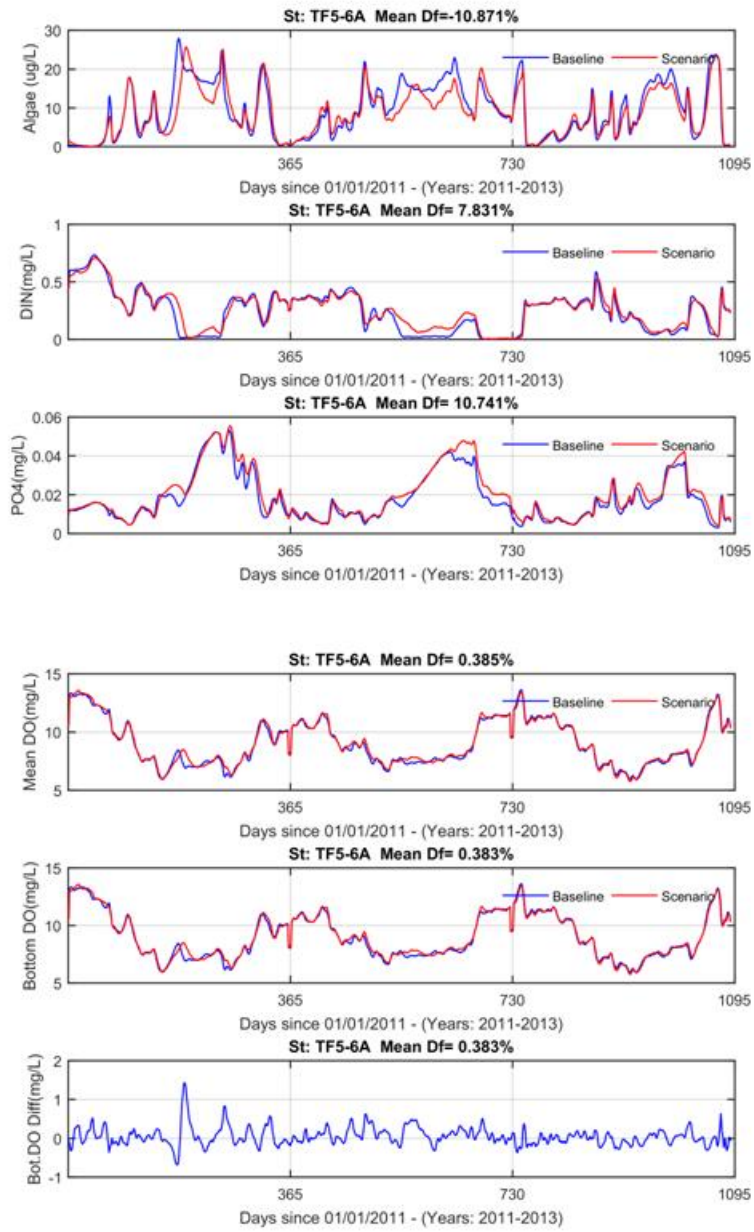 St: TF5-6A Mean Df=-10.871%
30
20
10
0
Algae (ug/L)
Baseline Scenario
365 730 1095
Days since 01/01/2011 - (Years: 2011-2013)
St: TF5-6A Mean Df= 7.831%
1
0.5
0
DIN(mg/L)
Baseline Scenario
365 730 1095
Days since 01/01/2011 - (Years: 2011-2013)
St: TF5-6A Mean Df= 10.741%
0.06
0.04
0.02
0
PO4(mg/L)
Baseline Scenario
365 730 1095
Days since 01/01/2011 - (Years: 2011-2013)
St: TF5-6A Mean Df= 0.385%
15
10
5
Mean DO(mg/L)
Baseline Scenario
365 730 1095
Days since 01/01/2011 - (Years: 2011-2013)
St: TF5-6A Mean Df= 0.383%
15
10
5
Bottom DO(mg/L)
Baseline Scenario
365 730 1095
Days since 01/01/2011 - (Years: 2011-2013)
St: TF5-6A Mean Df= 0.383%
2
1
0
-1
Bot.DO Diff(mg/L)
365 730 1095
Days since 01/01/2011 - (Years: 2011-2013)